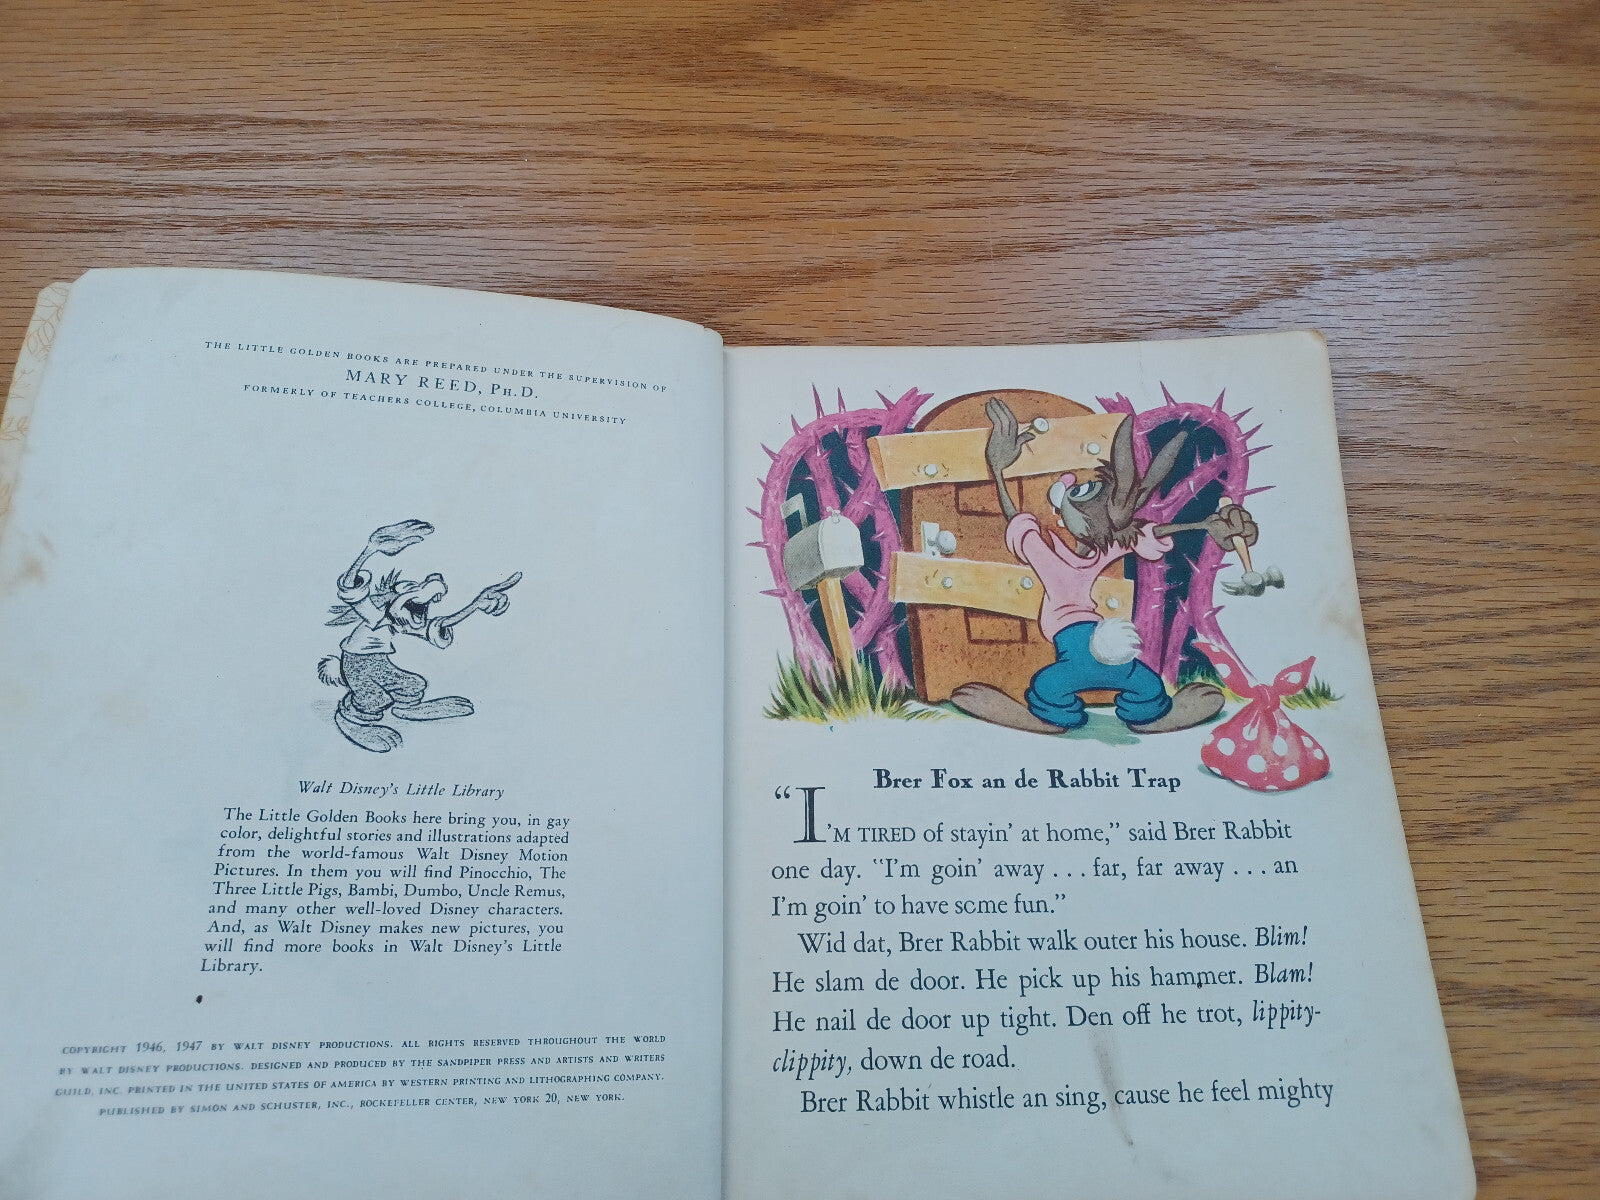 THE LITTLE GOLDEN BOOKS ARE PREPARED UNDER THE SUPERVISION OF
MARY REED, PH.D.
FORMERLY OF TEACHERS COLLEGE, COLUMBIA UNIVERSITY
Walt Disney's Little Library
The Little Golden Books here bring you, in gay
color, delightful stories and illustrations adapted
from the world-famous Walt Disney Motion
Pictures. In them you will find Pinocchio, The
Three Little Pigs, Bambi, Dumbo, Uncle Remus,
and many other well-loved Disney characters.
And, as Walt Disney makes new pictures, you
will find more books in Walt Disney's Little
Library.
COPYRIGHT 1946, 1947 BY WALT DISNEY PRODUCTIONS. ALL RIGHTS RESERVED THROUGHOUT THE WORLD
BY WALT DISNEY PRODUCTIONS. DESIGNED AND PRODUCED BY THE SANDPIPER PRESS AND ARTISTS AND WRITERS
GUILD, INC. PRINTED IN THE UNITED STATES OF AMERICA BY WESTERN PRINTING AND LITHOGRAPHING COMPANY.
PUBLISHED BY SIMON AND SCHUSTER, INC., ROCKEFELLER CENTER, NEW YORK 20, NEW YORK.
Brer Fox an de Rabbit Trap
"I'M TIRED of stayin' at home," said Brer Rabbit
one day. "I'm goin' away . . . far, far away . . . an
I'm goin' to have some fun."
Wid dat, Brer Rabbit walk outer his house. Blim!
He slam de door. He pick up his hammer. Blam!
He nail de door up tight. Den off he trot, lippity-
clippity, down de road.
Brer Rabbit whistle an sing, cause he feel mighty